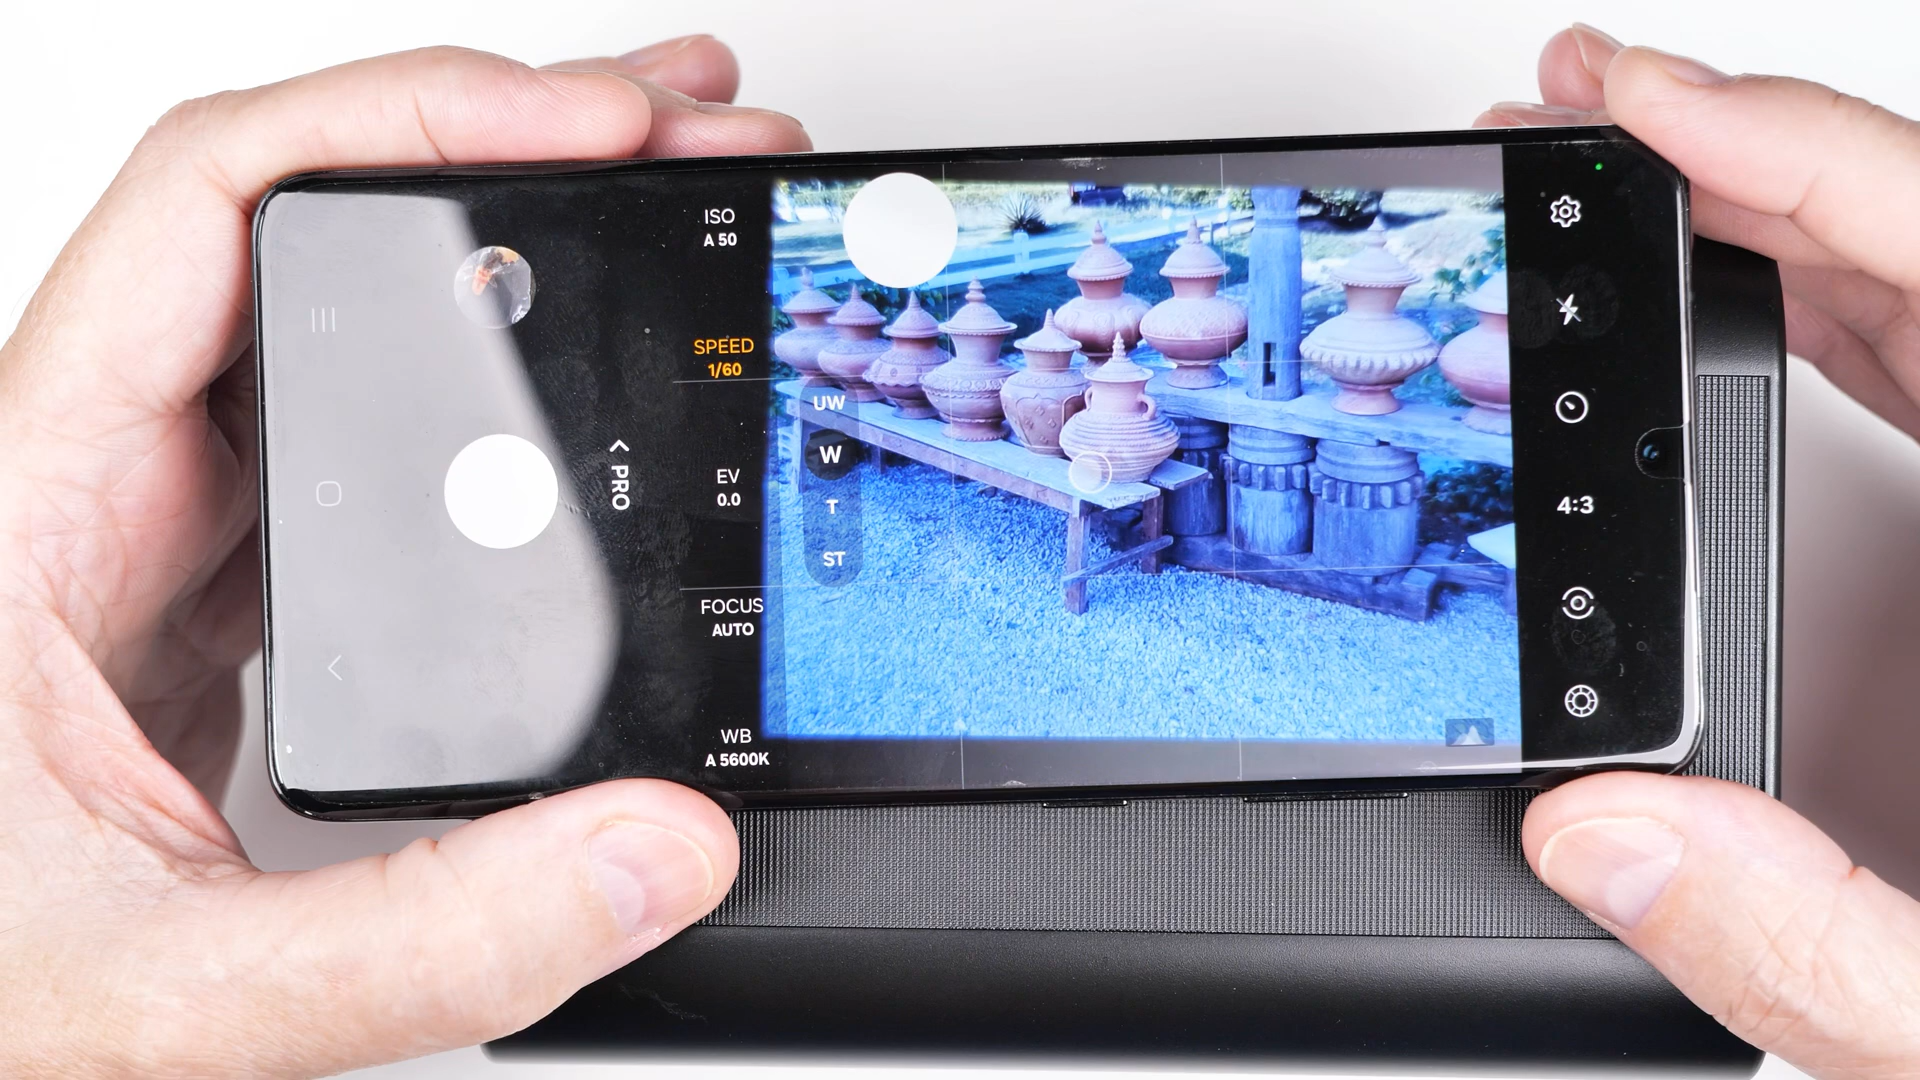 ISO
A 50
SPEED
1/60
EV
0.0
FOCUS
AUTO
WB
A 5600K
PRO
UW
W
T
ST
4:3